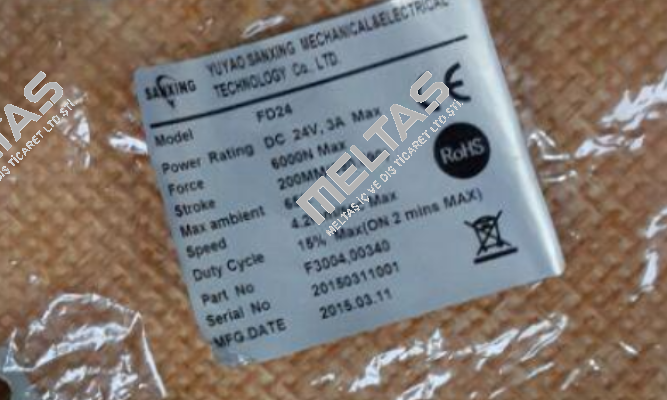 SANXING
YUYAO SANXING MECHANICAL&ELECTRICAL
TECHNOLOGY Co., LTD.
Model FD24
Power Rating DC 24V, 3A Max
Force 6000N Max
Stroke 200MM
Max ambient
Speed 4.2 Max
Duty Cycle 15% Max(ON 2 mins MAX)
Part No F3004.00340
Serial No 20150311001
MFG.DATE 2015.03.11
CE
RoHS
MELTAS
MELTAS İÇ VE DIŞ TİCARET LTD.ŞTİ.
MELTAS
DIŞ TİCARET LTD.ŞTİ.